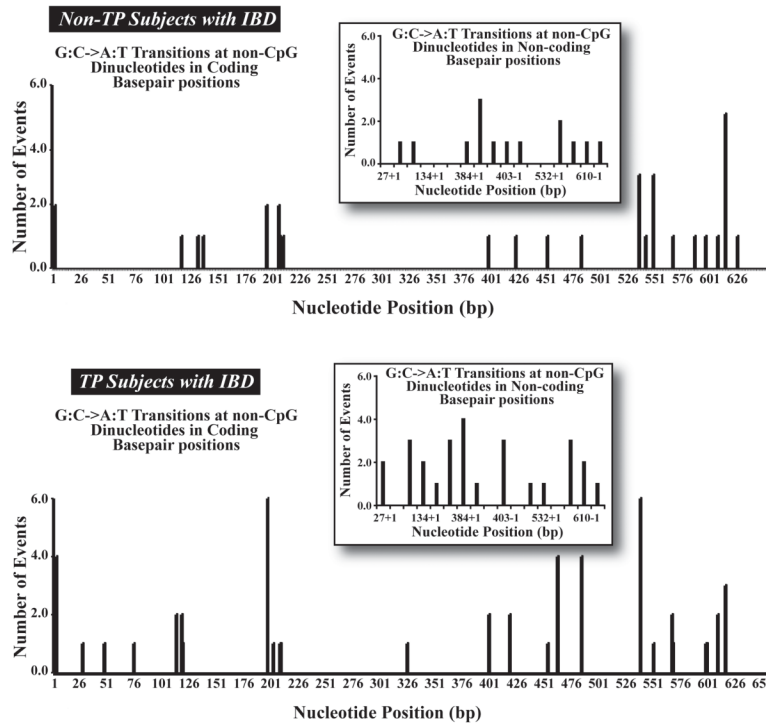 Non-TP Subjects with IBD
G:C->A:T Transitions at non-CpG
Dinucleotides in Coding
Basepair positions
6.0
4.0
2.0
0.0
Number of Events
1 26 51 76 101 126 151 176 201 226 251 276 301 326 351 376 401 426 451 476 501 526 551 576 601 626
Nucleotide Position (bp)
G:C->A:T Transitions at non-CpG
Dinucleotides in Non-coding
Basepair positions
6.0
4.0
2.0
0.0
Number of Events
27+1 134+1 384+1 403-1 532+1 610-1
Nucleotide Position (bp)
TP Subjects with IBD
G:C->A:T Transitions at non-CpG
Dinucleotides in Coding
Basepair positions
6.0
4.0
2.0
0.0
Number of Events
1 26 51 76 101 126 151 176 201 226 251 276 301 326 351 376 401 426 451 476 501 526 551 576 601 626 65
Nucleotide Position (bp)
G:C->A:T Transitions at non-CpG
Dinucleotides in Non-coding
Basepair positions
6.0
4.0
2.0
0.0
Number of Events
27+1 134+1 384+1 403-1 532+1 610-1
Nucleotide Position (bp)